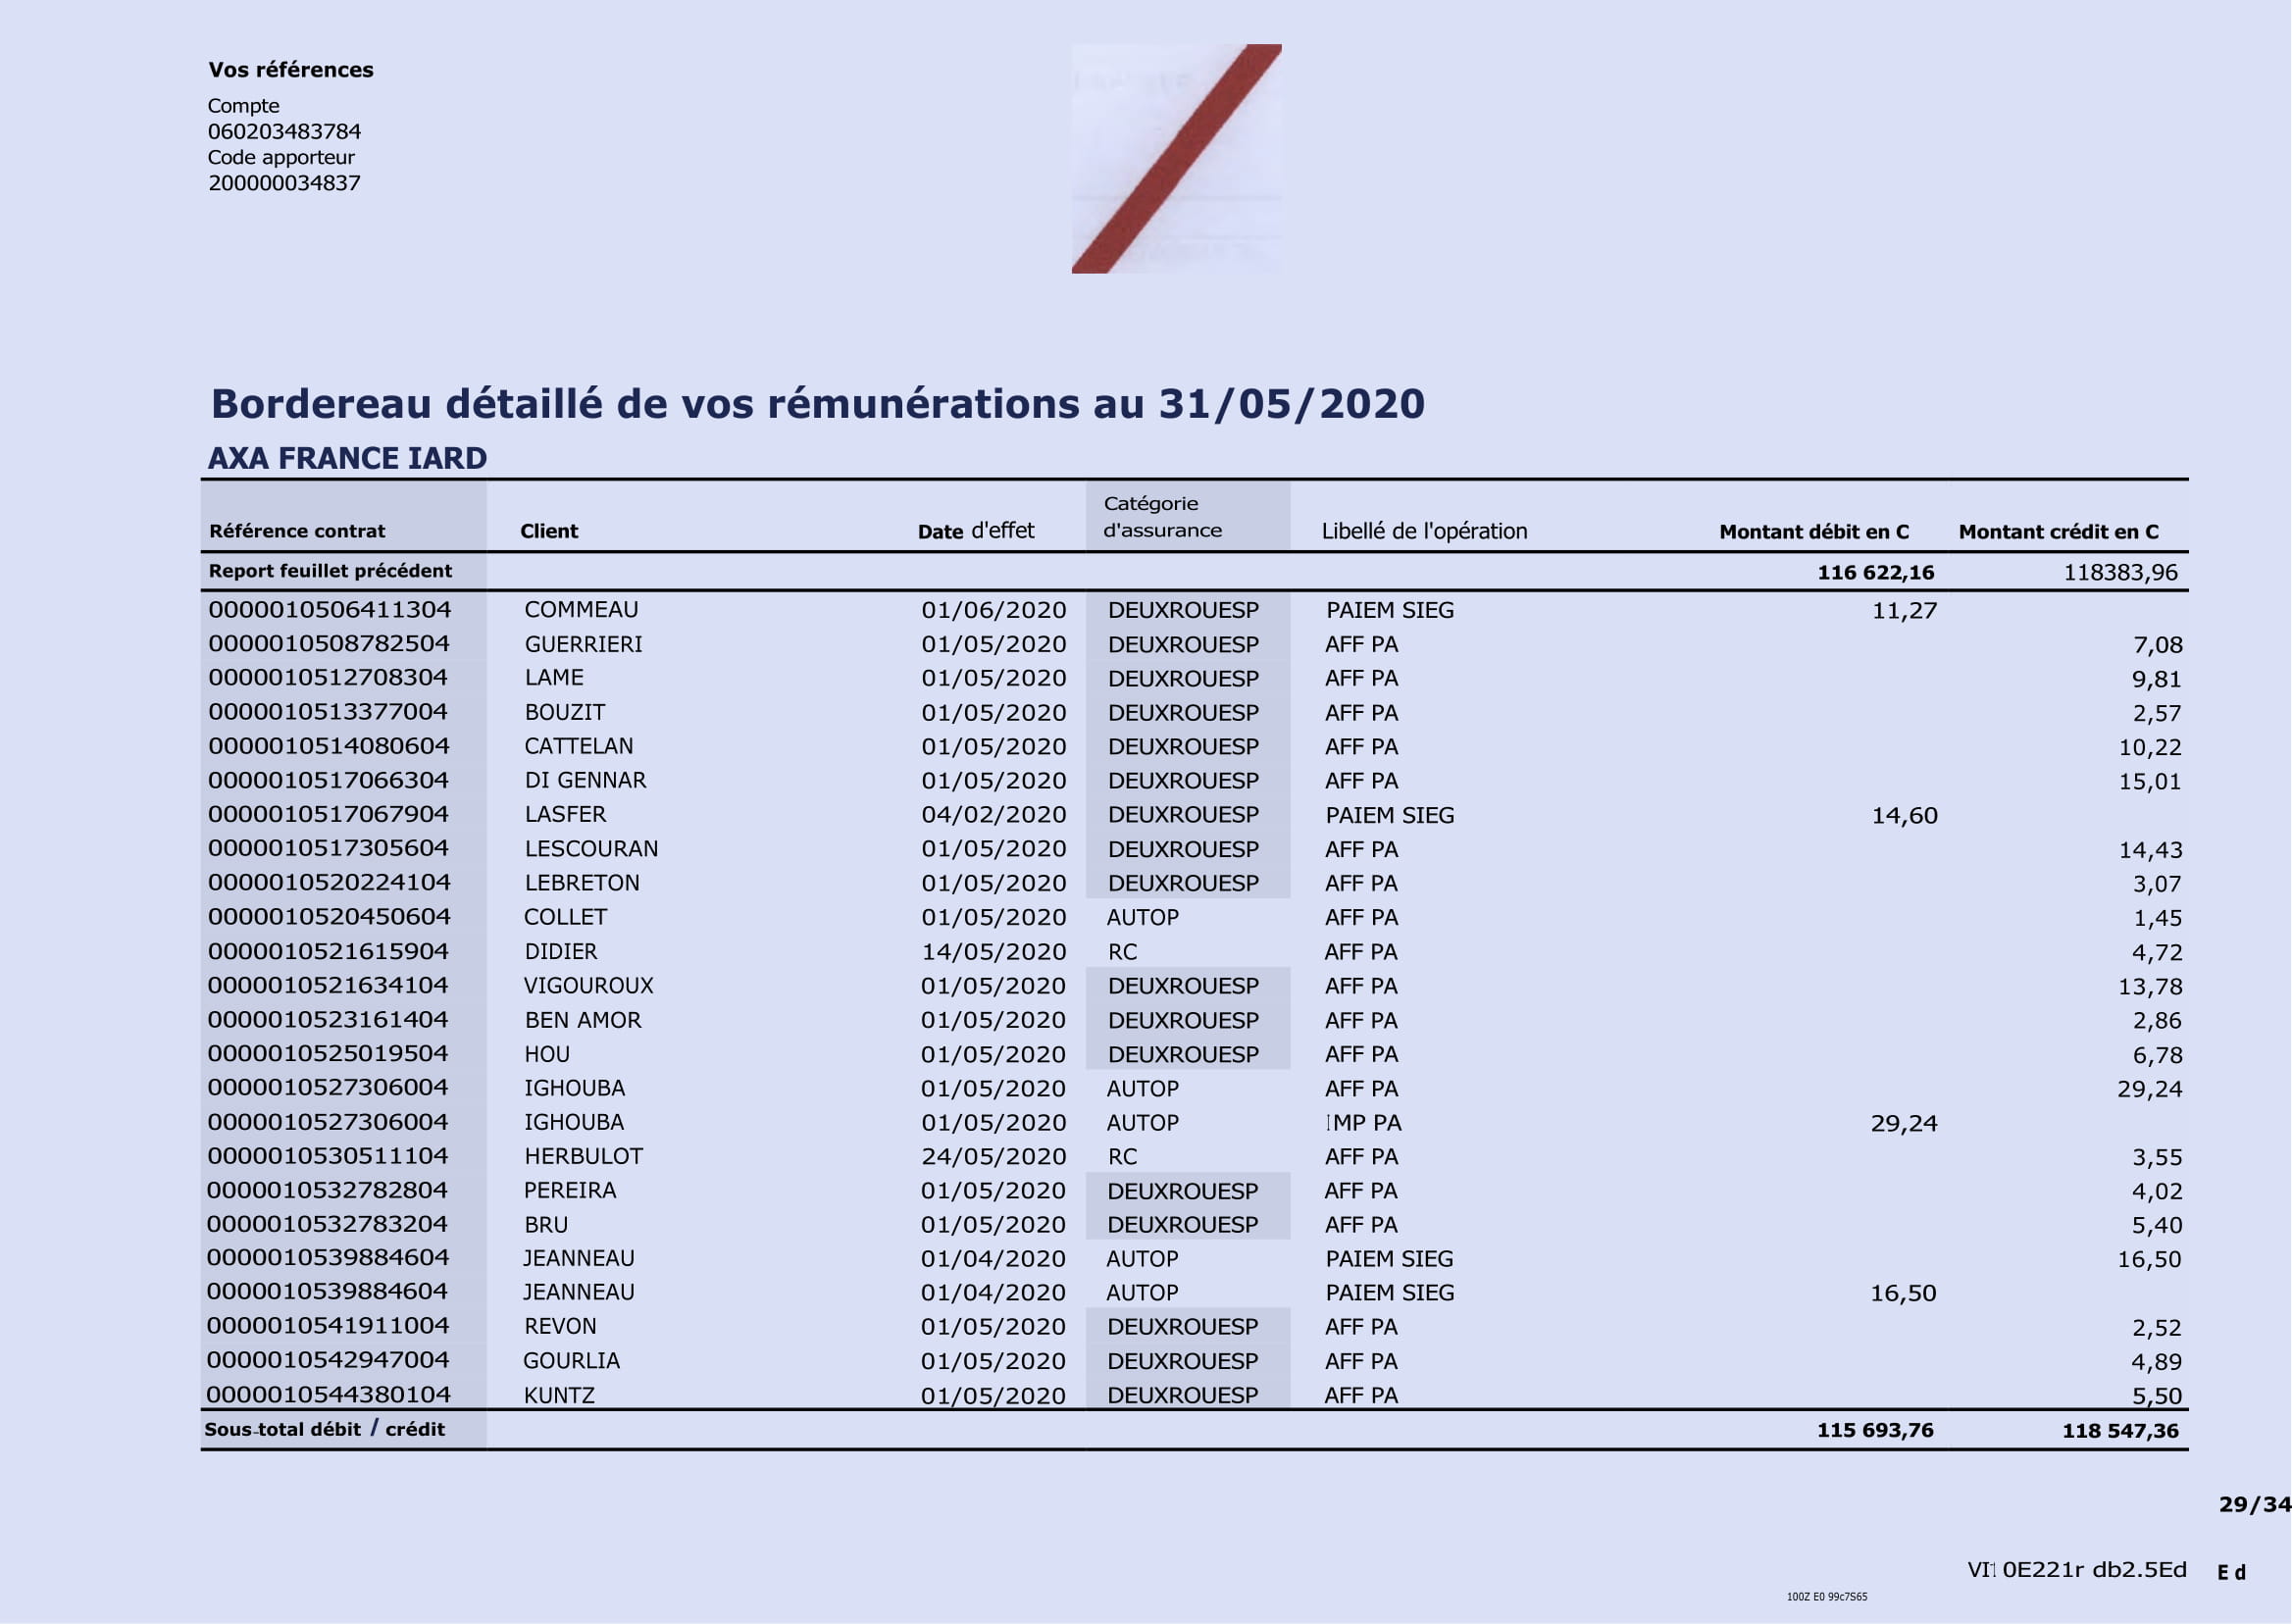 Vos références
Compte
060203483784
Code apporteur
200000034837
Bordereau détaillé de vos rémunérations au 31/05/2020
AXA FRANCE IARD
Référence contrat Client Date d'effet Catégorie d'assurance Libellé de l'opération Montant débit en C Montant crédit en C
Report feuillet précédent 116 622,16 118383,96
0000010506411304 COMMEAU 01/06/2020 DEUXROUESP PAIEM SIEG 11,27
0000010508782504 GUERRIERI 01/05/2020 DEUXROUESP AFF PA 7,08
0000010512708304 LAME 01/05/2020 DEUXROUESP AFF PA 9,81
0000010513377004 BOUZIT 01/05/2020 DEUXROUESP AFF PA 2,57
0000010514080604 CATTELAN 01/05/2020 DEUXROUESP AFF PA 10,22
0000010517066304 DI GENNAR 01/05/2020 DEUXROUESP AFF PA 15,01
0000010517067904 LASFER 04/02/2020 DEUXROUESP PAIEM SIEG 14,60
0000010517305604 LESCOURAN 01/05/2020 DEUXROUESP AFF PA 14,43
0000010520224104 LEBRETON 01/05/2020 DEUXROUESP AFF PA 3,07
0000010520450604 COLLET 01/05/2020 AUTOP AFF PA 1,45
0000010521615904 DIDIER 14/05/2020 RC AFF PA 4,72
0000010521634104 VIGOUROUX 01/05/2020 DEUXROUESP AFF PA 13,78
0000010523161404 BEN AMOR 01/05/2020 DEUXROUESP AFF PA 2,86
0000010525019504 HOU 01/05/2020 DEUXROUESP AFF PA 6,78
0000010527306004 IGHOUBA 01/05/2020 AUTOP AFF PA 29,24
0000010527306004 IGHOUBA 01/05/2020 AUTOP IMP PA 29,24
0000010530511104 HERBULOT 24/05/2020 RC AFF PA 3,55
0000010532782804 PEREIRA 01/05/2020 DEUXROUESP AFF PA 4,02
0000010532783204 BRU 01/05/2020 DEUXROUESP AFF PA 5,40
0000010539884604 JEANNEAU 01/04/2020 AUTOP PAIEM SIEG 16,50
0000010539884604 JEANNEAU 01/04/2020 AUTOP PAIEM SIEG 16,50
0000010541911004 REVON 01/05/2020 DEUXROUESP AFF PA 2,52
0000010542947004 GOURLIA 01/05/2020 DEUXROUESP AFF PA 4,89
0000010544380104 KUNTZ 01/05/2020 DEUXROUESP AFF PA 5,50
Sous-total débit / crédit 115 693,76 118 547,36
29/34
VI1 0E221r db2.5Ed E d
100Z E0 99c7S65